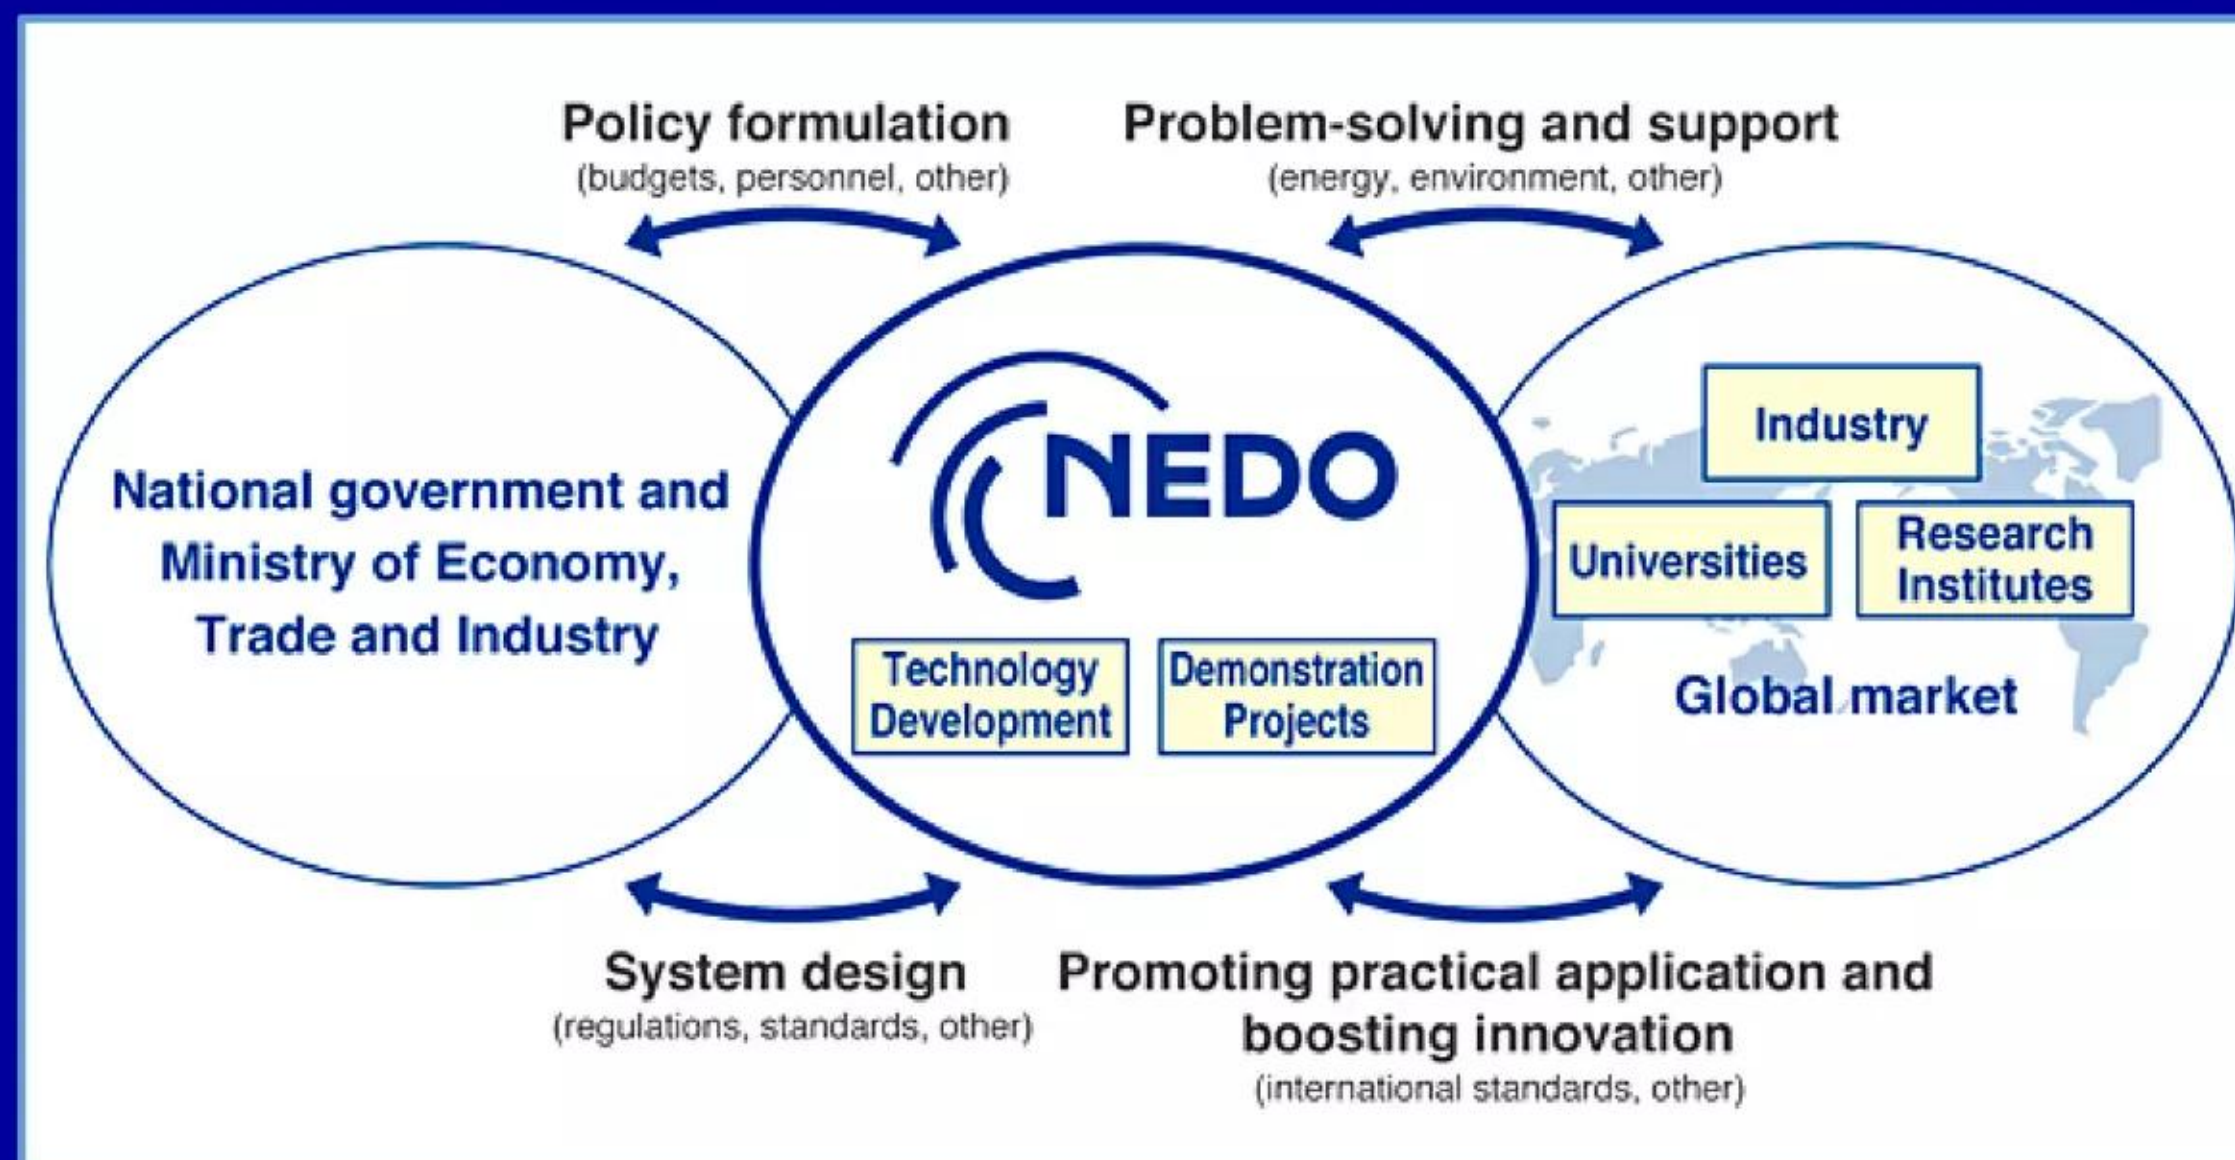 Policy formulation
(budgets, personnel, other)
Problem-solving and support
(energy, environment, other)
National government and
Ministry of Economy,
Trade and Industry
NEDO
Technology
Development
Demonstration
Projects
Industry
Universities
Research
Institutes
Global market
System design
(regulations, standards, other)
Promoting practical application and
boosting innovation
(international standards, other)